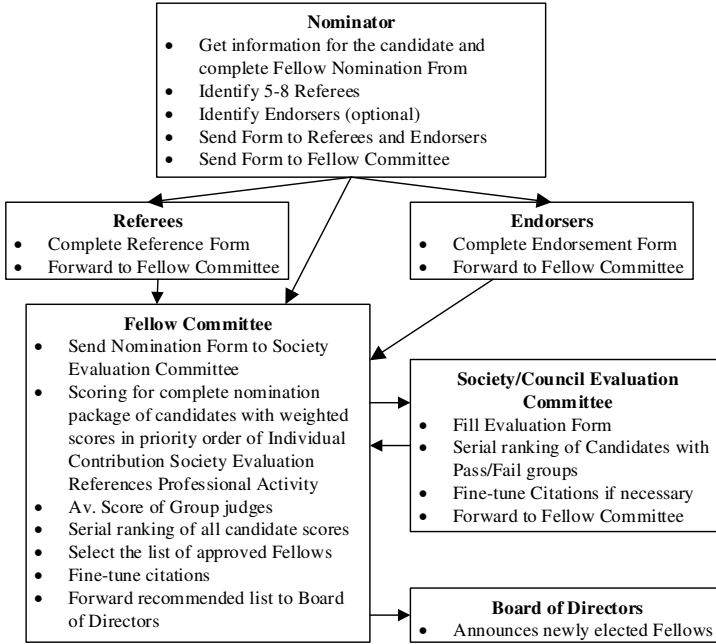 Nominator
• Get information for the candidate and
complete Fellow Nomination From
• Identify 5-8 Referees
• Identify Endorsers (optional)
• Send Form to Referees and Endorsers
• Send Form to Fellow Committee
Referees
• Complete Reference Form
• Forward to Fellow Committee
Endorsers
• Complete Endorsement Form
• Forward to Fellow Committee
Fellow Committee
• Send Nomination Form to Society
Evaluation Committee
• Scoring for complete nomination
package of candidates with weighted
scores in priority order of Individual
Contribution Society Evaluation
References Professional Activity
• Av. Score of Group judges
• Serial ranking of all candidate scores
• Select the list of approved Fellows
• Fine-tune citations
• Forward recommended list to Board
of Directors
Society/Council Evaluation
Committee
• Fill Evaluation Form
• Serial ranking of Candidates with
Pass/Fail groups
• Fine-tune Citations if necessary
• Forward to Fellow Committee
Board of Directors
• Announces newly elected Fellows